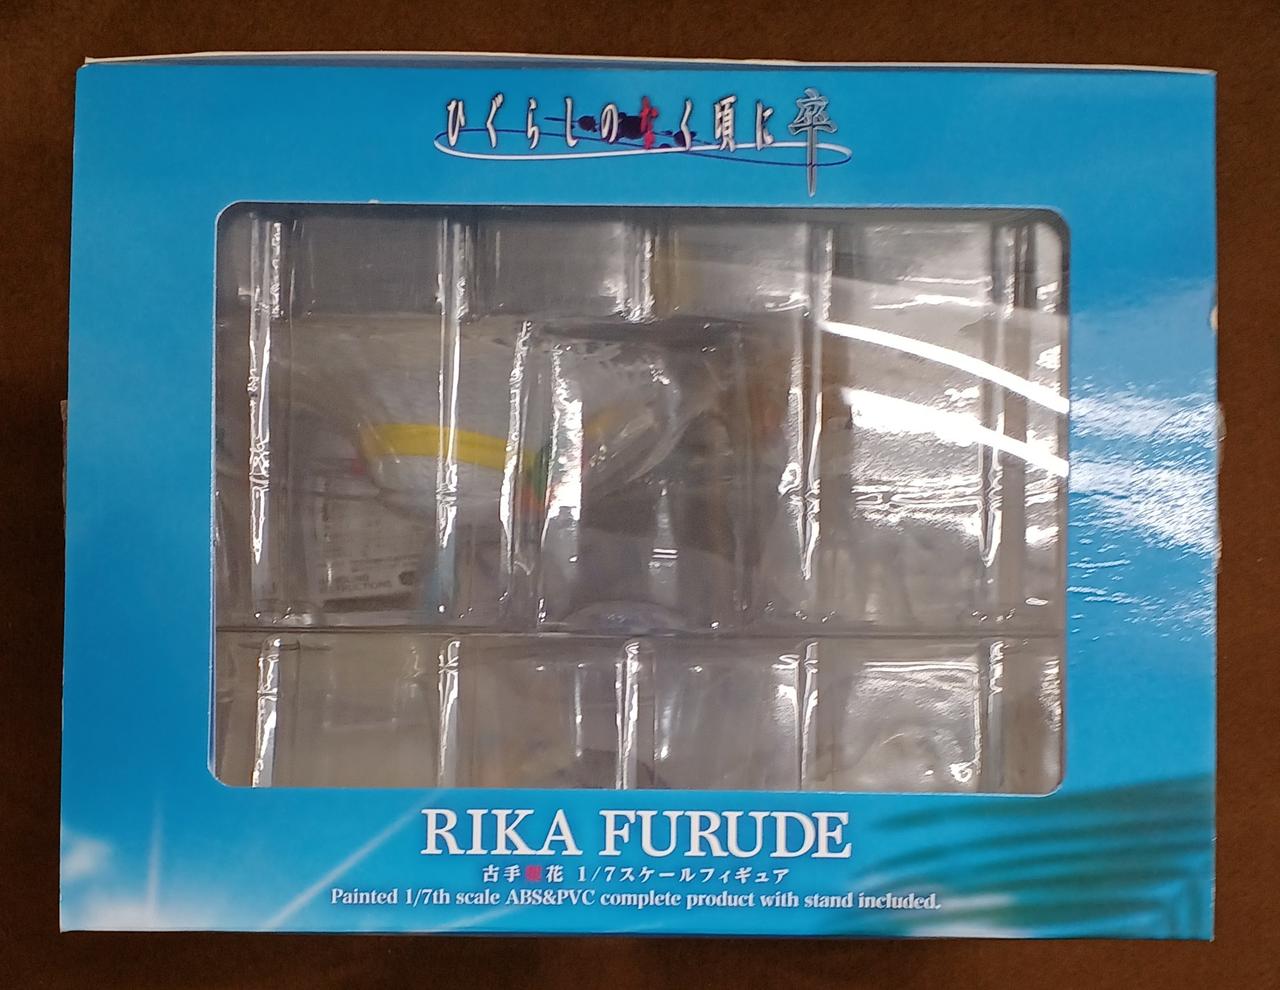 ひぐらしのなく頃に卒
INSTRUCTIONS
RIKA FURUDE
古手梨花 1/7スケールフィギュア
Painted 1/7th scale ABS&PVC complete product with stand included.